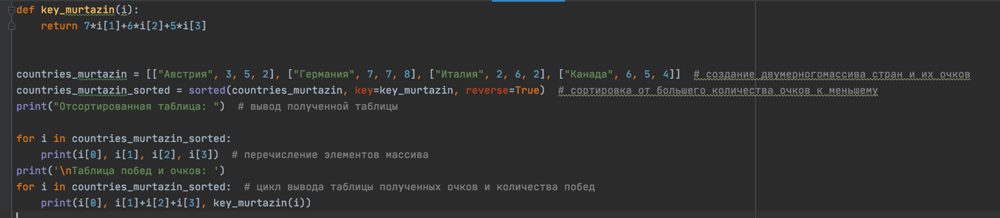 def key_murtazin(i):
    return 7*i[1]+6*i[2]+5*i[3]
countries_murtazin = [["Австрия", 3, 5, 2], ["Германия", 7, 7, 8], ["Италия", 2, 6, 2], ["Канада", 6, 5, 4]]  # создание двумерногомассива стран и их очков
countries_murtazin_sorted = sorted(countries_murtazin, key=key_murtazin, reverse=True)  # сортировка от большего количества очков к меньшему
print("Отсортированная таблица: ")  # вывод полученной таблицы
for i in countries_murtazin_sorted:
    print(i[0], i[1], i[2], i[3])  # перечисление элементов массива
print('\nТаблица побед и очков: ')
for i in countries_murtazin_sorted:  # цикл вывода таблицы полученных очков и количества побед
    print(i[0], i[1]+i[2]+i[3], key_murtazin(i))